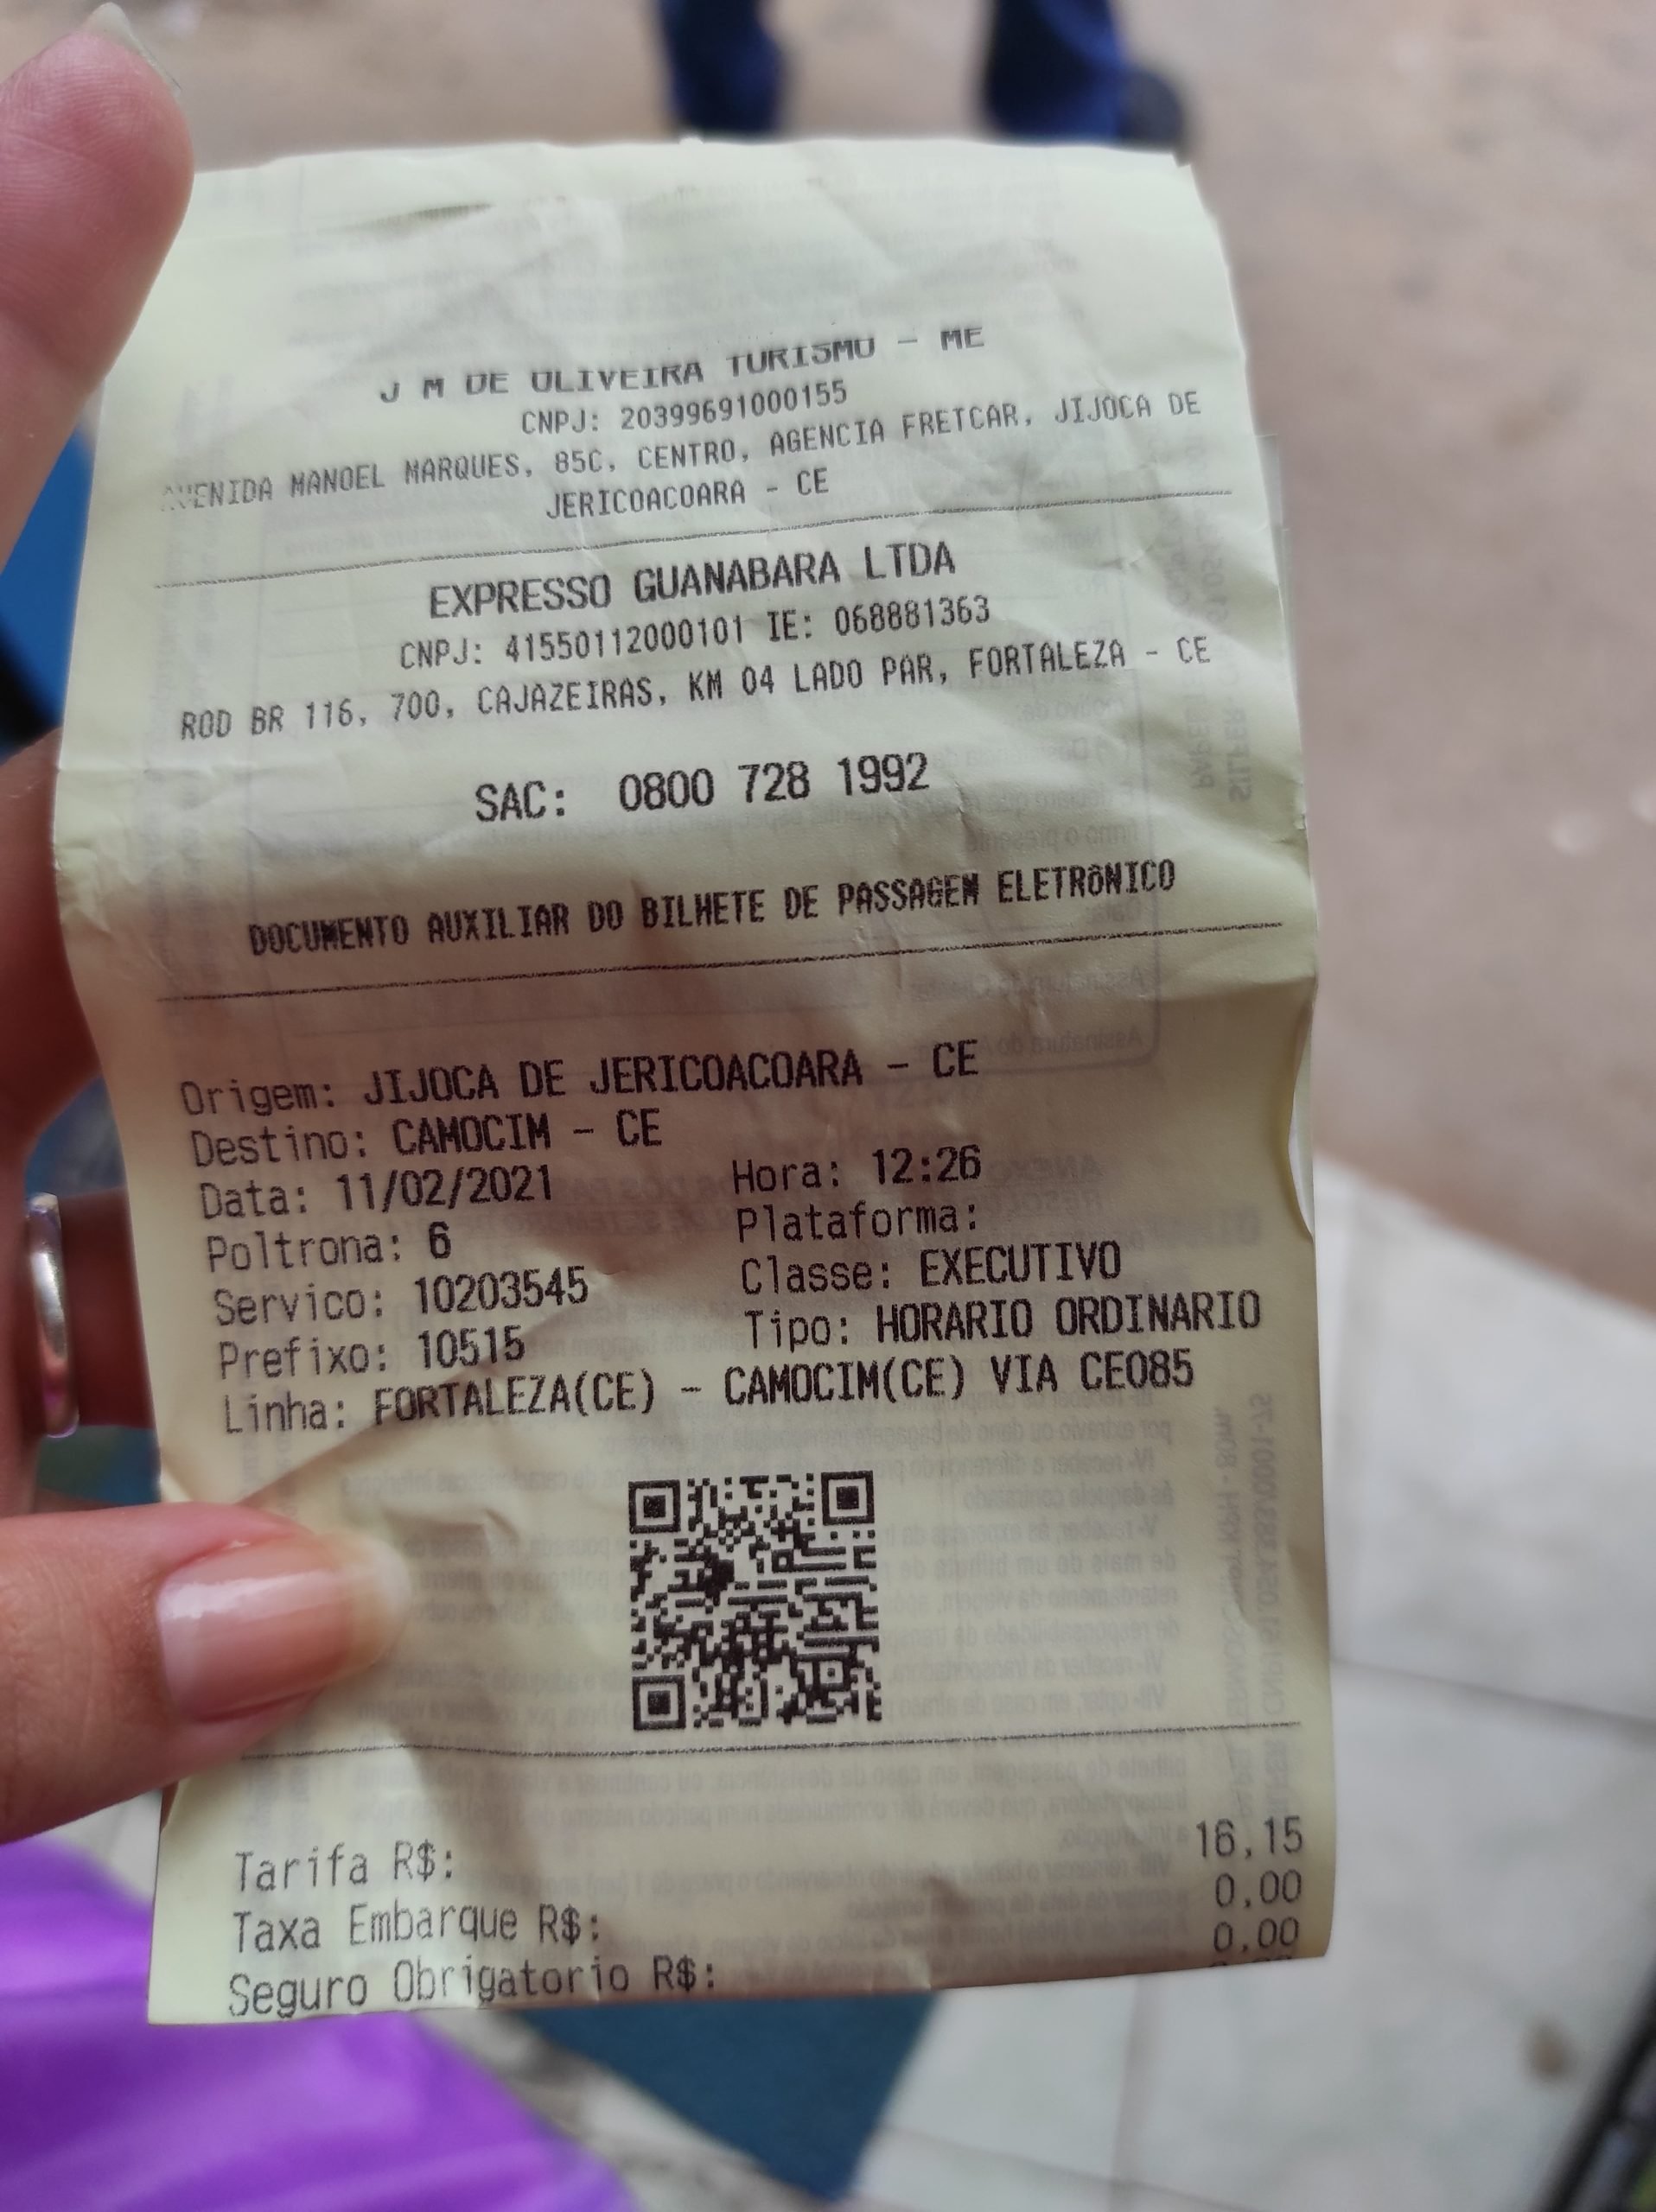 J M DE OLIVEIRA TURISMO - ME
CNPJ: 20399691000155
AVENIDA MANOEL MARQUES, 85C, CENTRO, AGENCIA FRETCAR, JIJOCA DE
JERICOACOARA - CE
EXPRESSO GUANABARA LTDA
CNPJ: 41550112000101 IE: 068881363
ROD BR 116, 700, CAJAZEIRAS, KM 04 LADO PAR, FORTALEZA - CE
SAC: 0800 728 1992
DOCUMENTO AUXILIAR DO BILHETE DE PASSAGEM ELETRÔNICO
Origem: JIJOCA DE JERICOACOARA - CE
Destino: CAMOCIM - CE
Data: 11/02/2021 Hora: 12:26
Poltrona: 6 Plataforma:
Servico: 10203545 Classe: EXECUTIVO
Prefixo: 10515 Tipo: HORARIO ORDINARIO
Linha: FORTALEZA(CE) - CAMOCIM(CE) VIA CE085
Tarifa R$: 16,15
Taxa Embarque R$: 0,00
Seguro Obrigatorio R$: 0,00